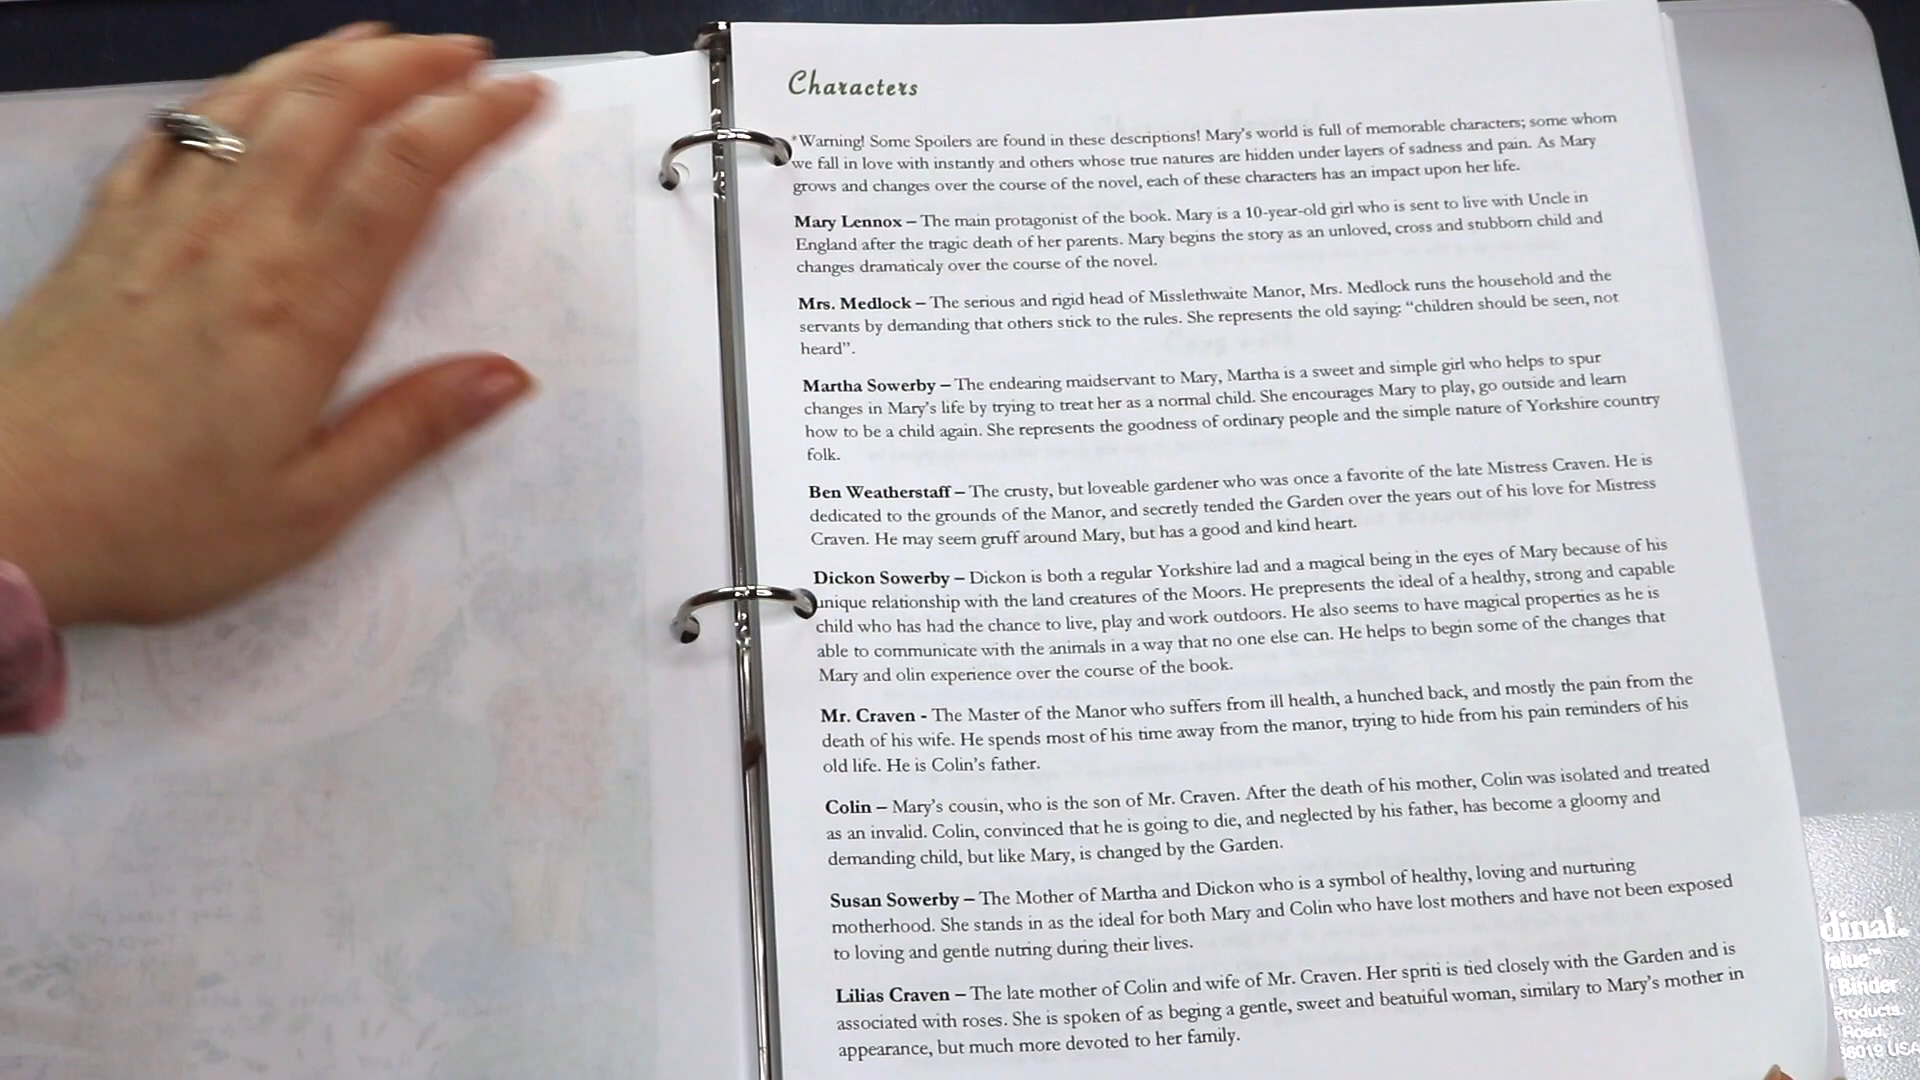 Characters
*Warning! Some Spoilers are found in these descriptions! Mary's world is full of memorable characters; some whom
we fall in love with instantly and others whose true natures are hidden under layers of sadness and pain. As Mary
grows and changes over the course of the novel, each of these characters has an impact upon her life.
Mary Lennox – The main protagonist of the book. Mary is a 10-year-old girl who is sent to live with Uncle in
England after the tragic death of her parents. Mary begins the story as an unloved, cross and stubborn child and
changes dramaticaly over the course of the novel.
Mrs. Medlock – The serious and rigid head of Misslethwaite Manor, Mrs. Medlock runs the household and the
servants by demanding that others stick to the rules. She represents the old saying: “children should be seen, not
heard”.
Martha Sowerby – The endearing maidservant to Mary, Martha is a sweet and simple girl who helps to spur
changes in Mary's life by trying to treat her as a normal child. She encourages Mary to play, go outside and learn
how to be a child again. She represents the goodness of ordinary people and the simple nature of Yorkshire country
folk.
Ben Weatherstaff – The crusty, but loveable gardener who was once a favorite of the late Mistress Craven. He is
dedicated to the grounds of the Manor, and secretly tended the Garden over the years out of his love for Mistress
Craven. He may seem gruff around Mary, but has a good and kind heart.
Dickon Sowerby – Dickon is both a regular Yorkshire lad and a magical being in the eyes of Mary because of his
unique relationship with the land creatures of the Moors. He prepresents the ideal of a healthy, strong and capable
child who has had the chance to live, play and work outdoors. He also seems to have magical properties as he is
able to communicate with the animals in a way that no one else can. He helps to begin some of the changes that
Mary and olin experience over the course of the book.
Mr. Craven - The Master of the Manor who suffers from ill health, a hunched back, and mostly the pain from the
death of his wife. He spends most of his time away from the manor, trying to hide from his pain reminders of his
old life. He is Colin's father.
Colin – Mary's cousin, who is the son of Mr. Craven. After the death of his mother, Colin was isolated and treated
as an invalid. Colin, convinced that he is going to die, and neglected by his father, has become a gloomy and
demanding child, but like Mary, is changed by the Garden.
Susan Sowerby – The Mother of Martha and Dickon who is a symbol of healthy, loving and nurturing
motherhood. She stands in as the ideal for both Mary and Colin who have lost mothers and have not been exposed
to loving and gentle nutring during their lives.
Lilias Craven – The late mother of Colin and wife of Mr. Craven. Her spriti is tied closely with the Garden and is
associated with roses. She is spoken of as beging a gentle, sweet and beatuiful woman, similary to Mary's mother in
appearance, but much more devoted to her family.
dinal.
alue™
Binder
Products
Road,
USA